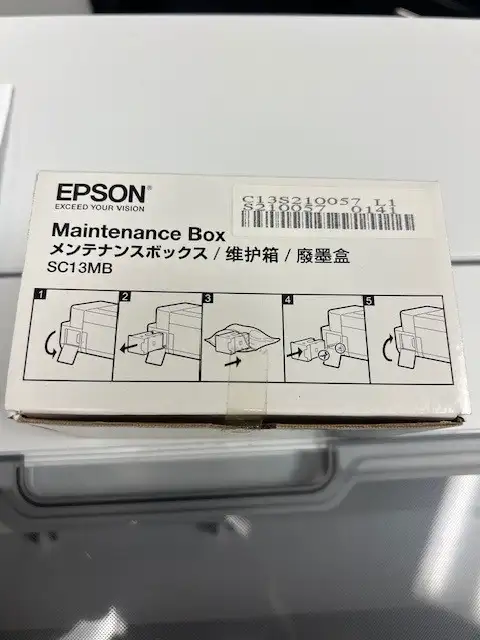 EPSON®
EXCEED YOUR VISION
C13S210057 L1
S210057 0141
Maintenance Box
メンテナンスボックス / 维护箱 / 廢墨盒
SC13MB
1 2 3 4 5